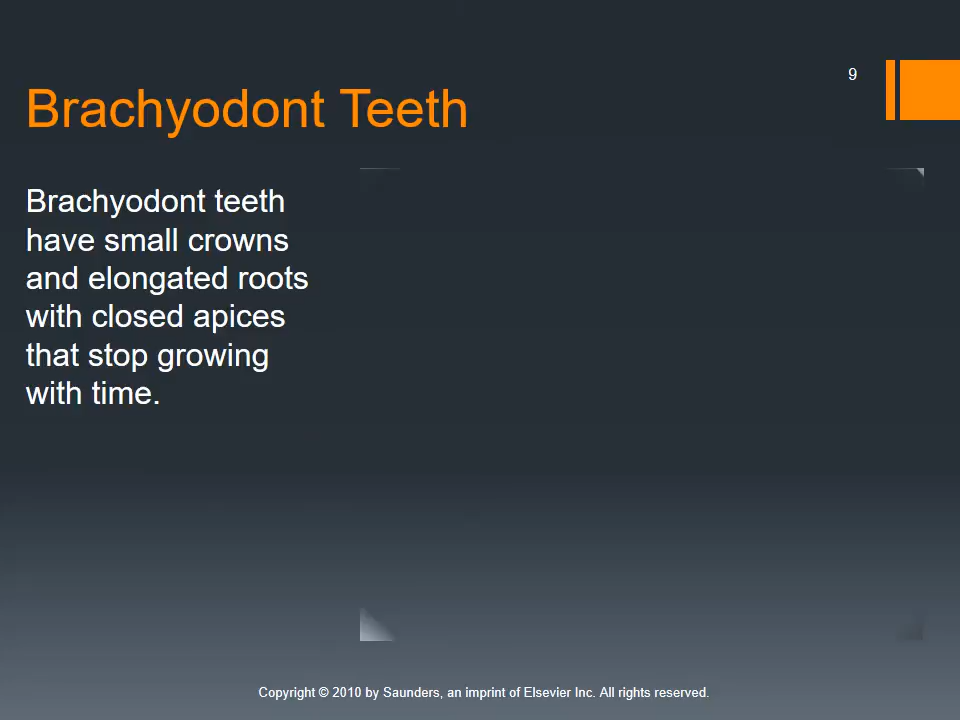 9
Brachyodont Teeth
Brachyodont teeth
have small crowns
and elongated roots
with closed apices
that stop growing
with time.
Copyright © 2010 by Saunders, an imprint of Elsevier Inc. All rights reserved.